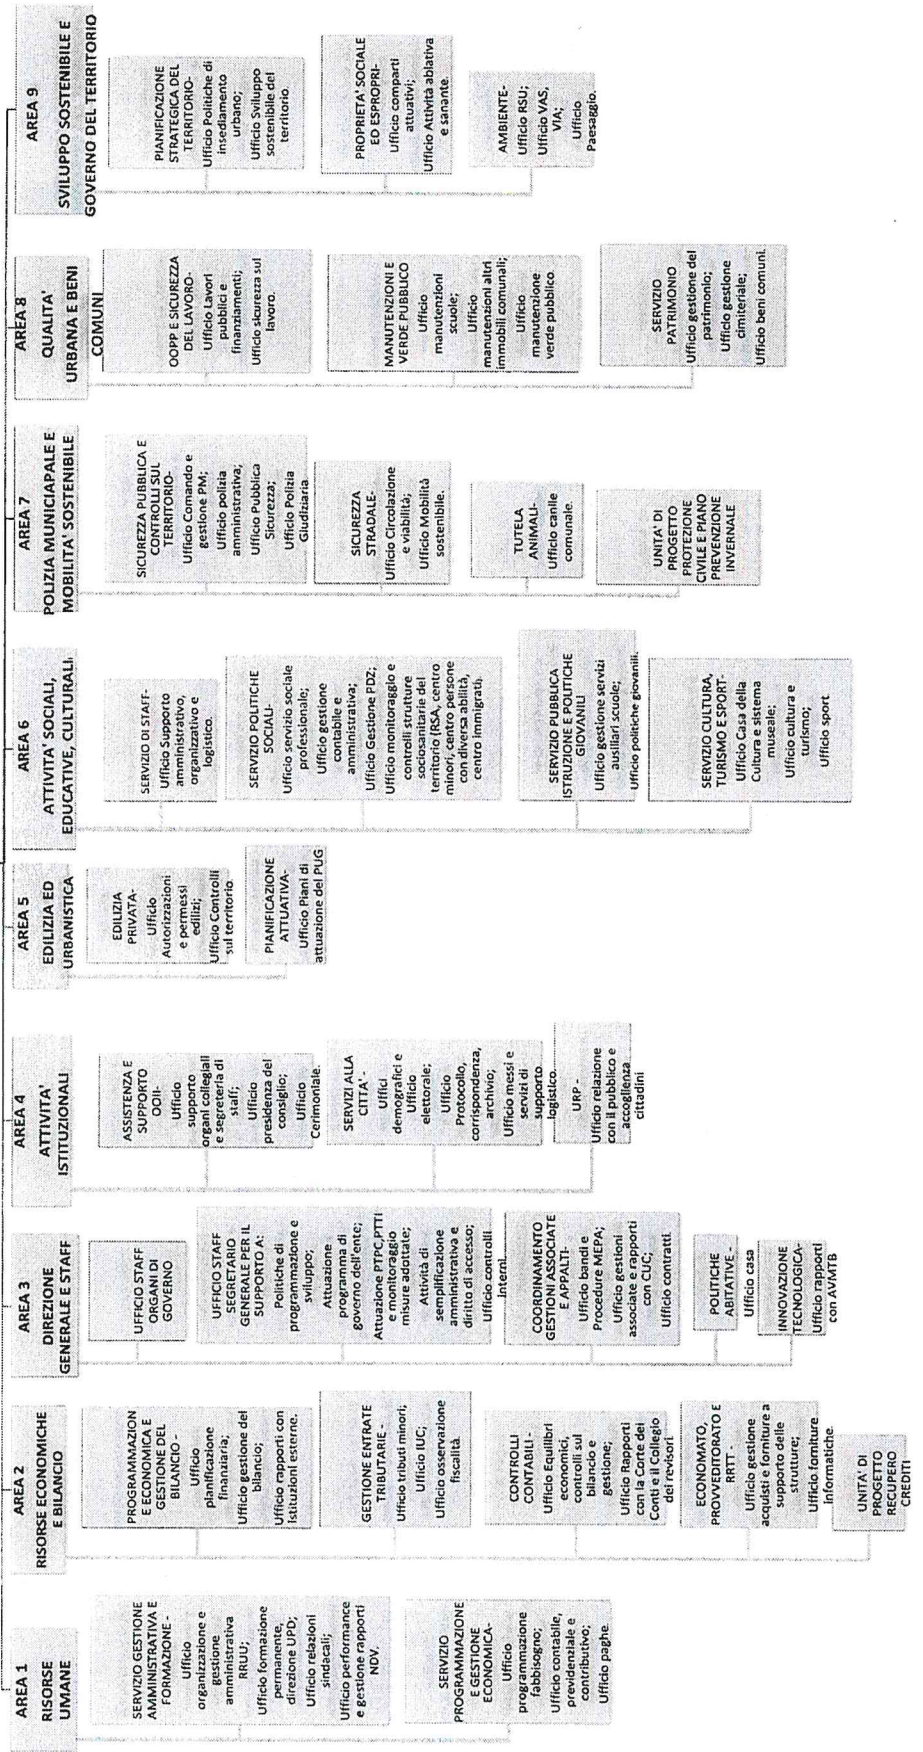 AREA 1
RISORSE
UMANE
SERVIZIO GESTIONE
AMMINISTRATIVA E
FORMAZIONE -
Ufficio
organizzazione e
gestione
amministrativa
RRUU;
Ufficio formazione
permanente,
direzione UPD;
Ufficio relazioni
sindacali;
Ufficio performance
e gestione rapporti
NDV.
SERVIZIO
PROGRAMMAZIONE
E GESTIONE
ECONOMICA-
Ufficio
programmazione
fabbisogno;
Ufficio contabile,
previdenziale e
contributivo;
Ufficio paghe.
AREA 2
RISORSE ECONOMICHE
E BILANCIO
PROGRAMMAZION
E ECONOMICA E
GESTIONE DEL
BILANCIO -
Ufficio
planificazione
finanziaria;
Ufficio gestione del
bilancio;
Ufficio rapporti con
istituzioni esterne.
GESTIONE ENTRATE
TRIBUTARIE -
Ufficio tributi minori;
Ufficio IUC;
Ufficio osservazione
fiscalità.
CONTROLLI
CONTABILI -
Ufficio Equilibri
economici,
controlli sul
bilancio e
gestione;
Ufficio Rapporti
con la Corte dei
Conti e il Collegio
dei revisori
ECONOMATO,
PROVVEDITORATO E
RRTT -
Ufficio gestione
acquisti e forniture a
supporto delle
strutture;
Ufficio forniture
Informatiche.
UNITA' DI
PROGETTO
RECUPERO
CREDITI
AREA 3
DIREZIONE
GENERALE E STAFF
UFFICIO STAFF
ORGANI DI
GOVERNO
UFFICIO STAFF
SEGRETARIO
GENERALE PER IL
SUPPORTO A:
Politiche di
programmazione e
sviluppo;
Attuazione
programma di
governo dell'ente;
Attuazione PTPC,PTTI
e monitoraggio
misure adottate;
Attività di
semplificazione
amministrativa e
diritto di accesso;
Ufficio controlli
Interni.
COORDINAMENTO
GESTIONI ASSOCIATE
E APPALTI-
Ufficio bandi e
Procedure MEPA;
Ufficio gestioni
associate e rapporti
con CUC;
Ufficio contratti.
POLITICHE
ABITATIVE -
Ufficio casa
INNOVAZIONE
TECNOLOGICA-
Ufficio rapporti
con AVMTB
AREA 4
ATTIVITA'
ISTITUZIONALI
ASSISTENZA E
SUPPORTO
OOIII-
Ufficio
supporto
organi collegiali
e segreteria di
staff;
Ufficio
presidenza del
consiglio;
Ufficio
Cerimoniale.
SERVIZI ALLA
CITTA' -
Uffici
demografici e
Ufficio
elettorale;
Ufficio
Protocollo,
corrispondenza,
archivio;
Ufficio messi e
servizi di
supporto
logisico.
URP -
Ufficio relazione
con il pubblico e
accoglienza
cittadini
AREA 5
EDILIZIA ED
URBANISTICA
EDILIZIA
PRIVATA-
Ufficio
Autorizzazioni
e permessi
edilizi;
Ufficio Controlli
sul territorio
PIANIFICAZIONE
ATTUATIVA-
Ufficio Piani di
attuazione del PUG
AREA 6
ATTIVITA' SOCIALI,
EDUCATIVE, CULTURALI
SERVIZIO DI STAFF-
Ufficio Supporto
amministrativo,
organizzativo e
logistico.
SERVIZIO POLITICHE
SOCIALI-
Ufficio servizio sociale
professionale;
Ufficio gestione
contabile e
amministrativa;
Ufficio Gestione PDZ;
Ufficio monitoraggio e
controlli strutture
sociosanitarie del
territorio (RSA, centro
minori, centro persone
con diversa abilità,
centro immigrati.
SERVIZIO PUBBLICA
ISTRUZIONE E POLITICHE
GIOVANILI
Ufficio gestione servizi
ausiliari scuole;
Ufficio politiche giovanili.
SERVIZIO CULTURA,
TURISMO E SPORT-
Ufficio Casa della
Cultura e sistema
museale;
Ufficio cultura e
turismo;
Ufficio sport
AREA 7
POLIZIA MUNICIAPALE E
MOBILITA' SOSTENIBILE
SICUREZZA PUBBLICA E
CONTROLLI SUL
TERRITORIO-
Ufficio Comando e
gestione PM;
Ufficio polizia
amministrativa;
Ufficio Pubblica
Sicurezza;
Ufficio Polizia
Giudiziaria.
SICUREZZA
STRADALE-
Ufficio Circolazione
e viabilità;
Ufficio Mobilità
sostenibile.
TUTELA
ANIMALI-
Ufficio canile
comunale.
UNITA' DI
PROGETTO
PROTEZIONE
CIVILE E PIANO
PREVENZIONE
INVERNALE
AREA 8
QUALITA'
URBANA E BENI
COMUNI
OOPP E SICUREZZA
DEL LAVORO-
Ufficio Lavori
pubblici e
finanziamenti;
Ufficio sicurezza sul
lavoro.
MANUTENZIONI E
VERDE PUBBLICO
Ufficio
manutenzioni
scuole;
Ufficio
manutenzioni altri
immobili comunali;
Ufficio
manutenzione
verde pubblico
SERVIZIO
PATRIMONIO
Ufficio gestione del
patrimonio;
Ufficio gestione
cimiteriale;
Ufficio beni comuni.
AREA 9
SVILUPPO SOSTENIBILE E
GOVERNO DEL TERRITORIO
PIANIFICAZIONE
STRATEGICA DEL
TERRITORIO-
Ufficio Politiche di
insediamento
urbano;
Ufficio Sviluppo
sostenibile del
territorio.
PROPRIETA' SOCIALE
ED ESPROPRI-
Ufficio comparti
attuativi;
Ufficio Attività ablativa
e sanante.
AMBIENTE-
Ufficio RSU;
Ufficio VAS,
VIA;
Ufficio
Paesaggio.